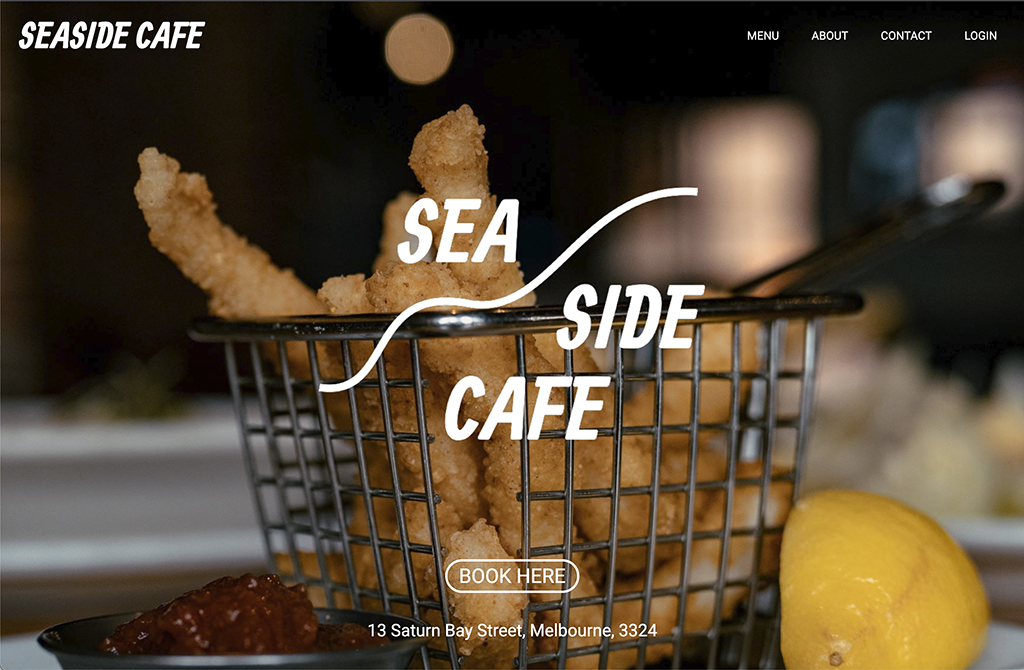 SEASIDE CAFE
MENU ABOUT CONTACT LOGIN
SEA
SIDE
CAFE
BOOK HERE
13 Saturn Bay Street, Melbourne, 3324